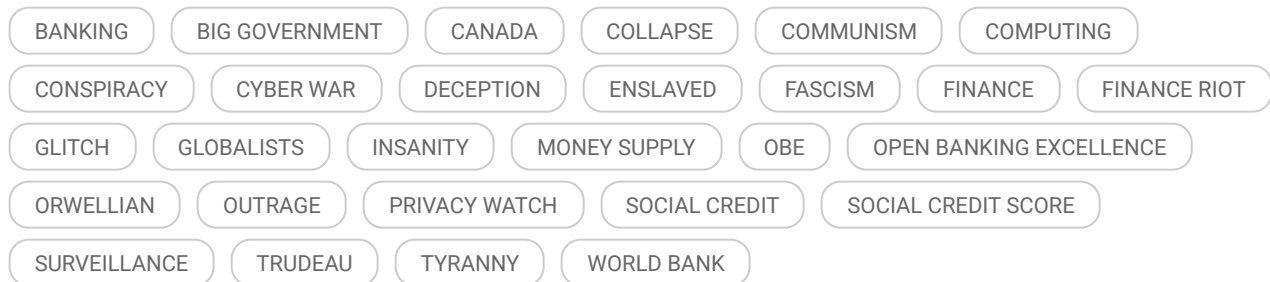 BANKING BIG GOVERNMENT CANADA COLLAPSE COMMUNISM COMPUTING
CONSPIRACY CYBER WAR DECEPTION ENSLAVED FASCISM FINANCE FINANCE RIOT
GLITCH GLOBALISTS INSANITY MONEY SUPPLY OBE OPEN BANKING EXCELLENCE
ORWELLIAN OUTRAGE PRIVACY WATCH SOCIAL CREDIT SOCIAL CREDIT SCORE
SURVEILLANCE TRUDEAU TYRANNY WORLD BANK